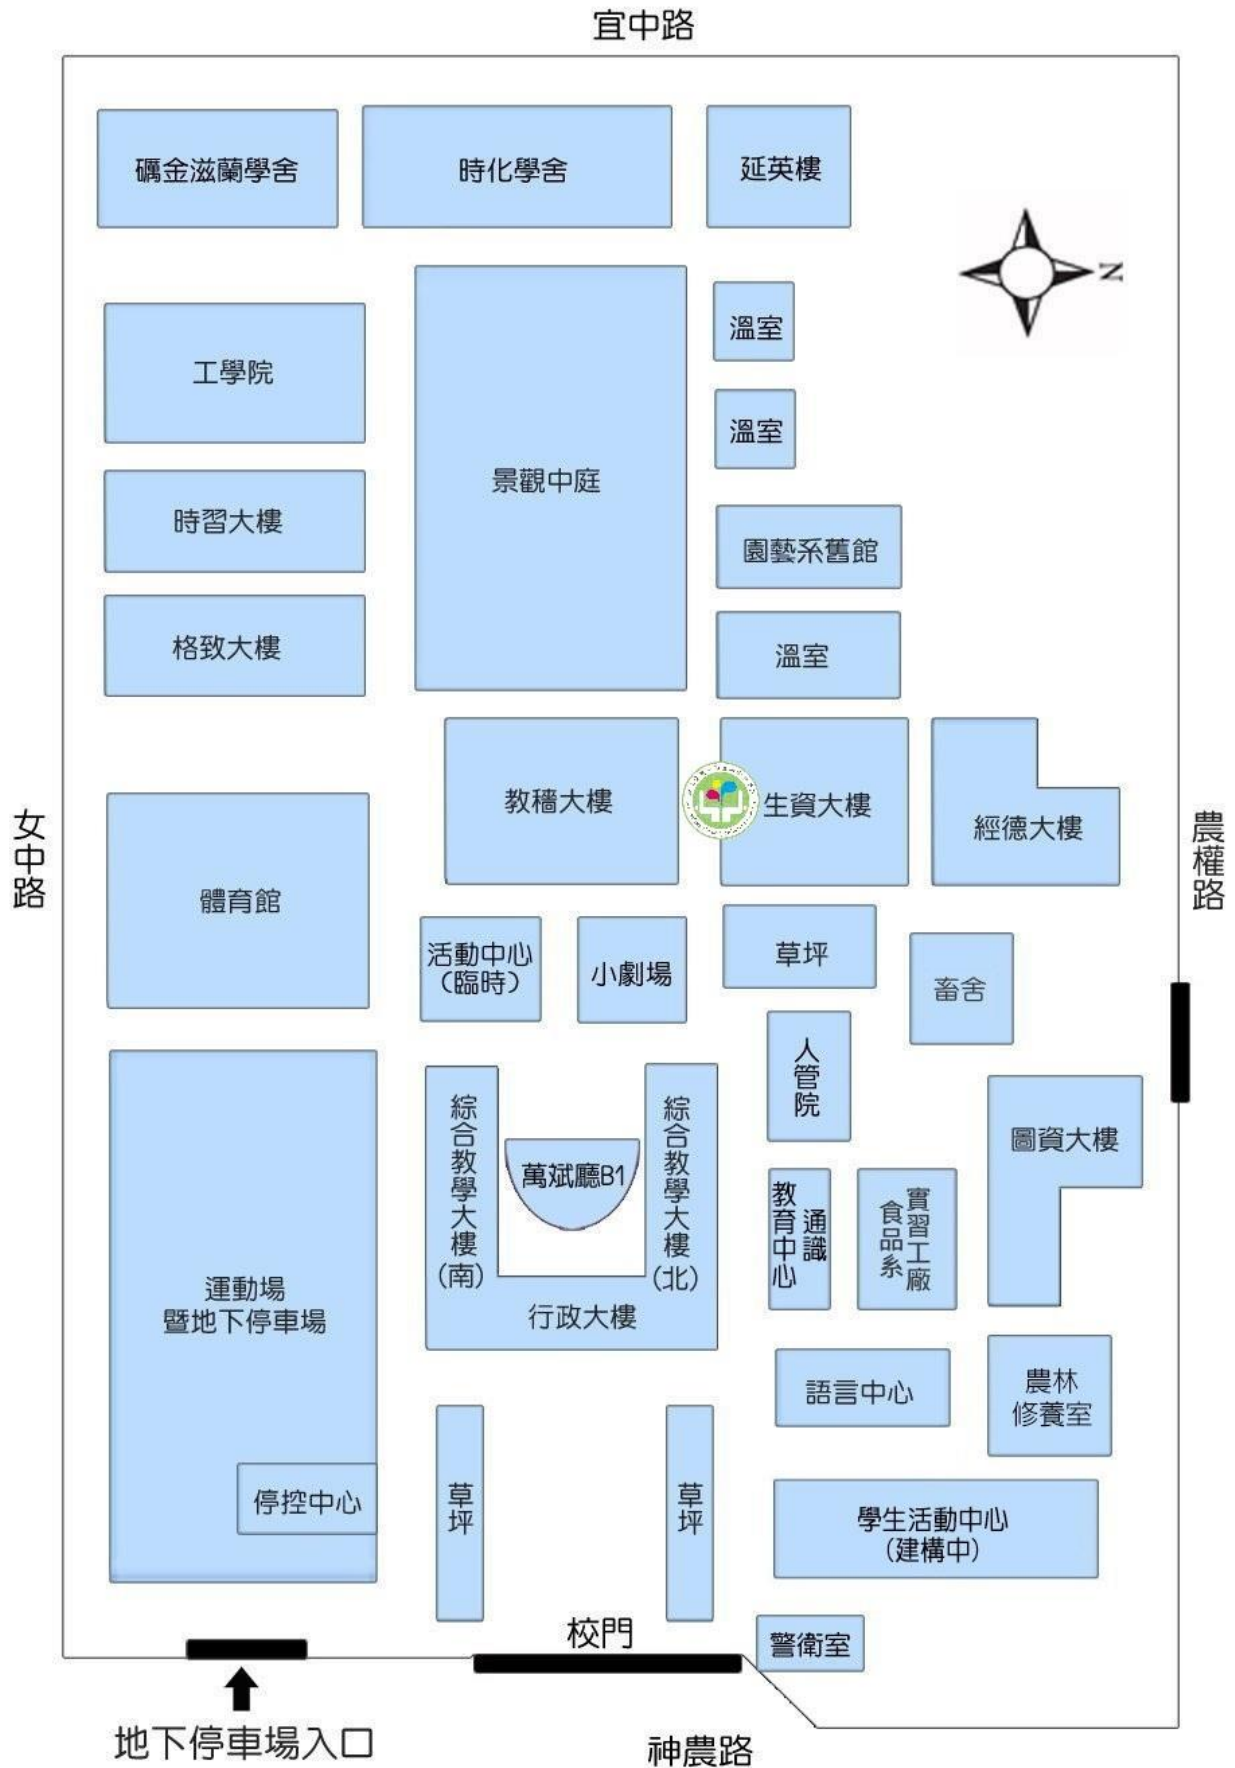 宜中路
礪金滋蘭學舍
時化學舍
延英樓
N
溫室
工學院
溫室
景觀中庭
時習大樓
園藝系舊館
格致大樓
溫室
教穡大樓
生資大樓
經德大樓
女中路
農權路
體育館
活動中心
(臨時)
小劇場
草坪
畜舍
人管院
綜合教學大樓(南)
萬斌廳B1
綜合教學大樓(北)
圖資大樓
通識
教育中心
實習工廠
食品系
行政大樓
運動場
暨地下停車場
語言中心
農林
修養室
停控中心
草坪
草坪
學生活動中心
(建構中)
校門
警衛室
地下停車場入口
神農路